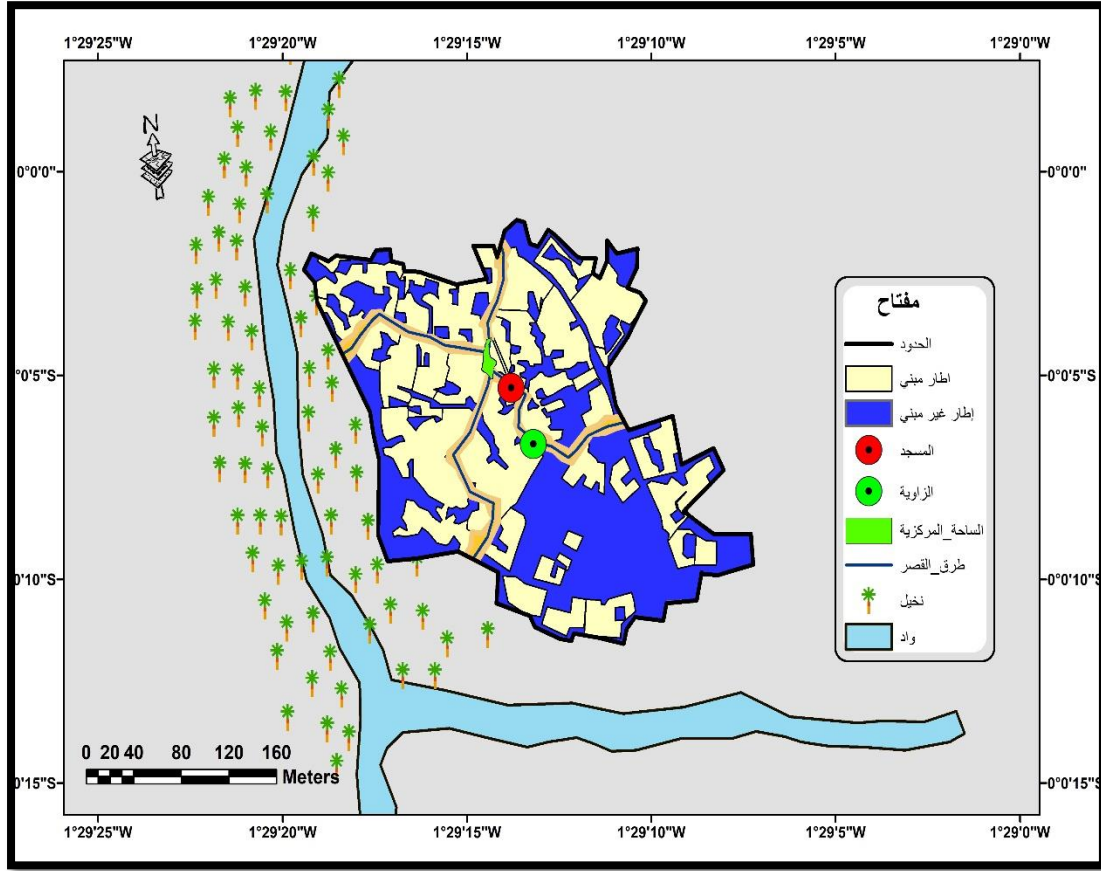 1°29'25"W 1°29'20"W 1°29'15"W 1°29'10"W 1°29'5"W 1°29'0"W
N
0°0'0" 0°0'0"
مفتاح
الحدود
اطار مبني
0°5'S" 0°0'5"S
إطار غير مبني
المسجد
الزاوية
الساحة_المركزية
طرق_القصر
0°10"S 0°0'10"S
نخيل
واد
0 20 40 80 120 160
Meters
0'15"S 0°0'15"S
1°29'25"W 1°29'20"W 1°29'15"W 1°29'10"W 1°29'5"W 1°29'0"W